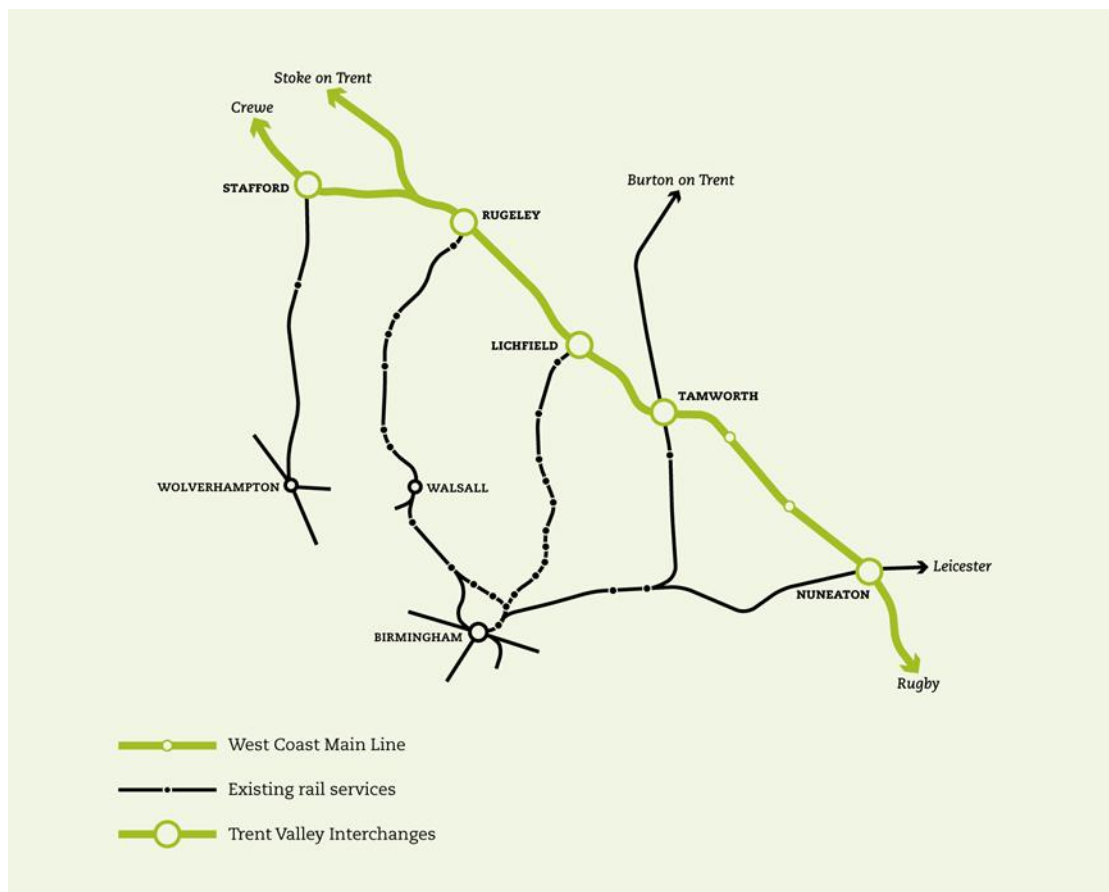 Stoke on Trent
Crewe
Burton on Trent
STAFFORD
RUGELEY
LICHFIELD
TAMWORTH
WOLVERHAMPTON
WALSALL
Leicester
NUNEATON
BIRMINGHAM
Rugby
West Coast Main Line
Existing rail services
Trent Valley Interchanges